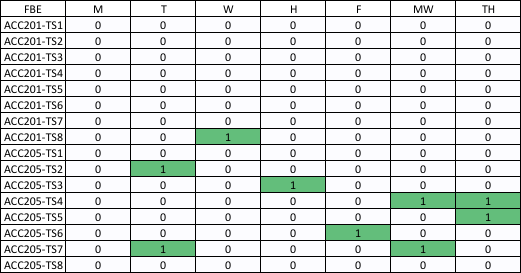 FBE M T W H F MW TH
ACC201-TS1 0 0 0 0 0 0 0
ACC201-TS2 0 0 0 0 0 0 0
ACC201-TS3 0 0 0 0 0 0 0
ACC201-TS4 0 0 0 0 0 0 0
ACC201-TS5 0 0 0 0 0 0 0
ACC201-TS6 0 0 0 0 0 0 0
ACC201-TS7 0 0 0 0 0 0 0
ACC201-TS8 0 0 1 0 0 0 0
ACC205-TS1 0 0 0 0 0 0 0
ACC205-TS2 0 1 0 0 0 0 0
ACC205-TS3 0 0 0 1 0 0 0
ACC205-TS4 0 0 0 0 0 1 1
ACC205-TS5 0 0 0 0 0 0 1
ACC205-TS6 0 0 0 0 1 0 0
ACC205-TS7 0 1 0 0 0 1 0
ACC205-TS8 0 0 0 0 0 0 0